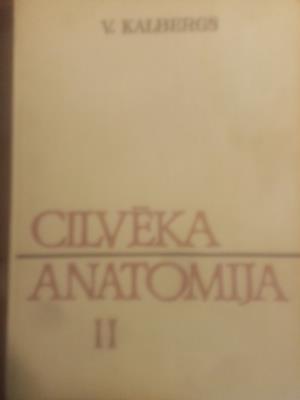 V. KALBERGS
CILVĒKA
ANATOMIJA
II